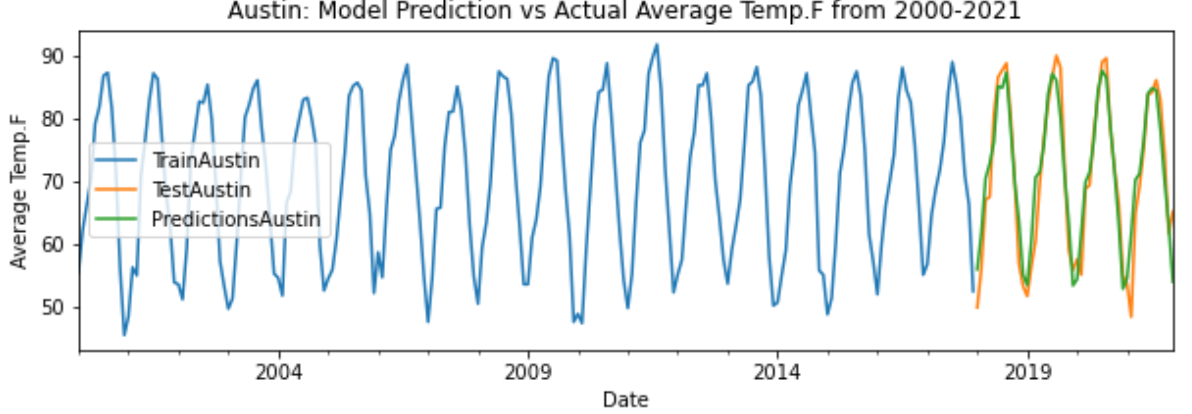 Austin: Model Prediction vs Actual Average Temp.F from 2000-2021
Average Temp.F
90
80
70
60
50
TrainAustin
TestAustin
PredictionsAustin
2004
2009
2014
2019
Date